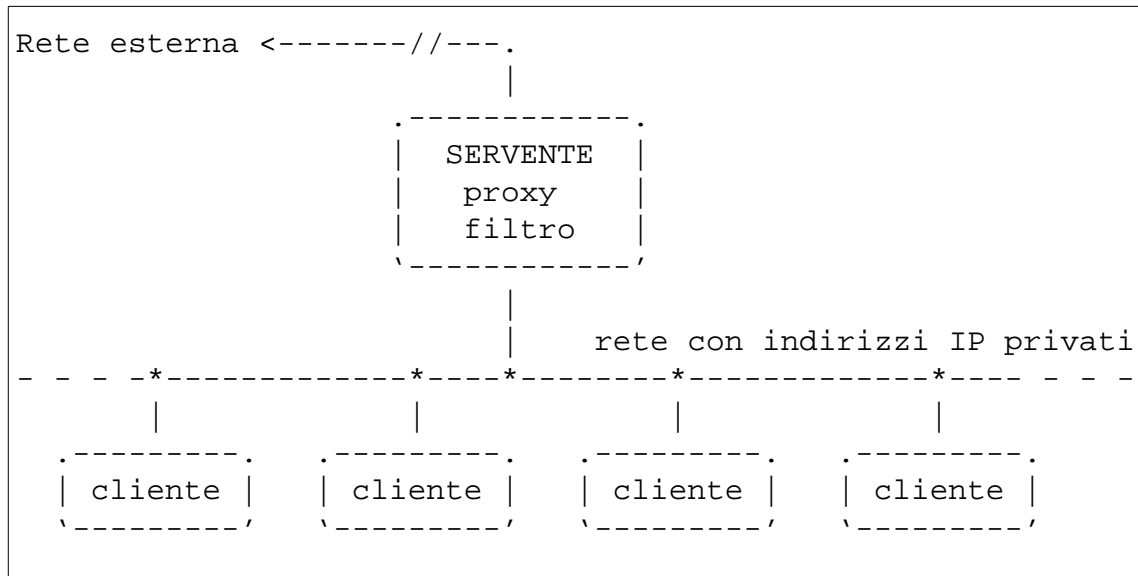 Rete esterna <-------//---.
SERVENTE
proxy
filtro
rete con indirizzi IP privati
cliente cliente cliente cliente